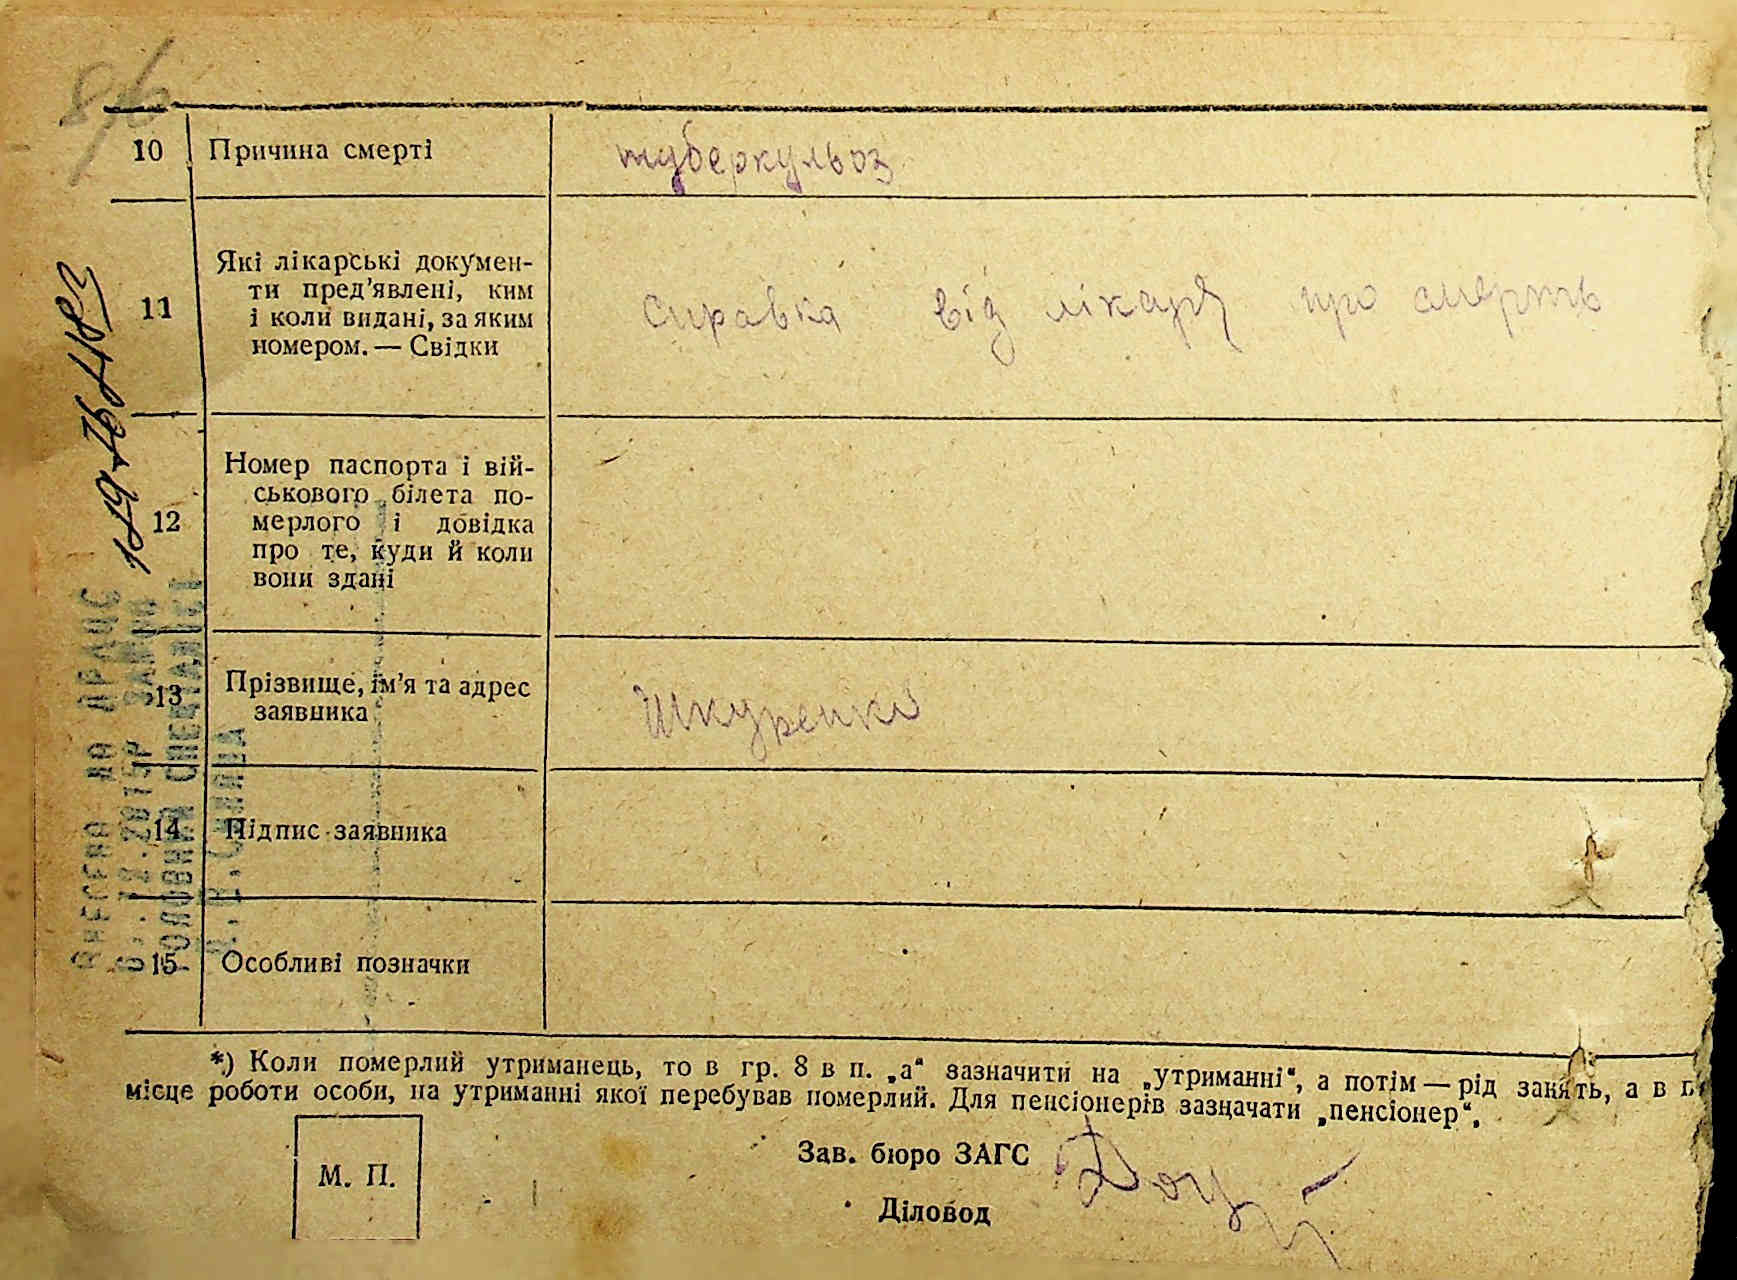 10 Причина смерті туберкульоз
11 Які лікарські докумен-
ти пред’явлені, ким
і коли видані, за яким
номером. — Свідки
справка від лікаря про смерть
12 Номер паспорта і вій-
ськового білета по-
мерлого і довідка
про те, куди й коли
вони здані
13 Прізвище, ім’я та адрес
заявника
Шкуренко
14 Підпис заявника
15 Особливі позначки
*) Коли померлий утриманець, то в гр. 8 в п. „а“ зазначити на „утриманні“, а потім — рід занять, а в п.
місце роботи особи, на утриманні якої перебував померлий. Для пенсіонерів зазначати „пенсіонер“.
М. П.
Зав. бюро ЗАГС
Діловод
Внесено до ДРАЦС